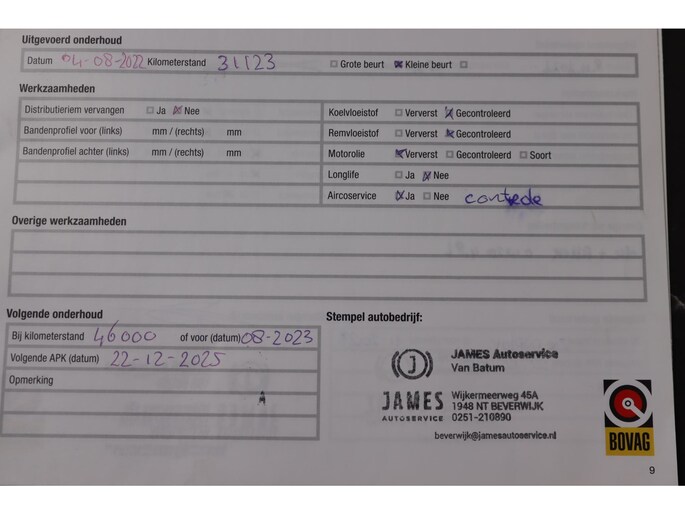 Uitgevoerd onderhoud
Datum 04-08-2022 Kilometerstand 31123 Grote beurt Kleine beurt
Werkzaamheden
Distributieriem vervangen Ja Nee
Bandenprofiel voor (links) mm / (rechts) mm
Bandenprofiel achter (links) mm / (rechts) mm
Koelvloeistof Ververst Gecontroleerd
Remvloeistof Ververst Gecontroleerd
Motorolie Ververst Gecontroleerd Soort
Longlife Ja Nee
Aircoservice Ja Nee
Overige werkzaamheden
Volgende onderhoud
Bij kilometerstand 46000 of voor (datum) 08-2023
Volgende APK (datum) 22-12-2025
Opmerking
Stempel autobedrijf:
JAMES Autoservice
Van Batum
JAMES
AUTOSERVICE
Wijkermeerweg 45A
1948 NT BEVERWIJK
0251-210890
beverwijk@jamesautoservice.nl
BOVAG
9